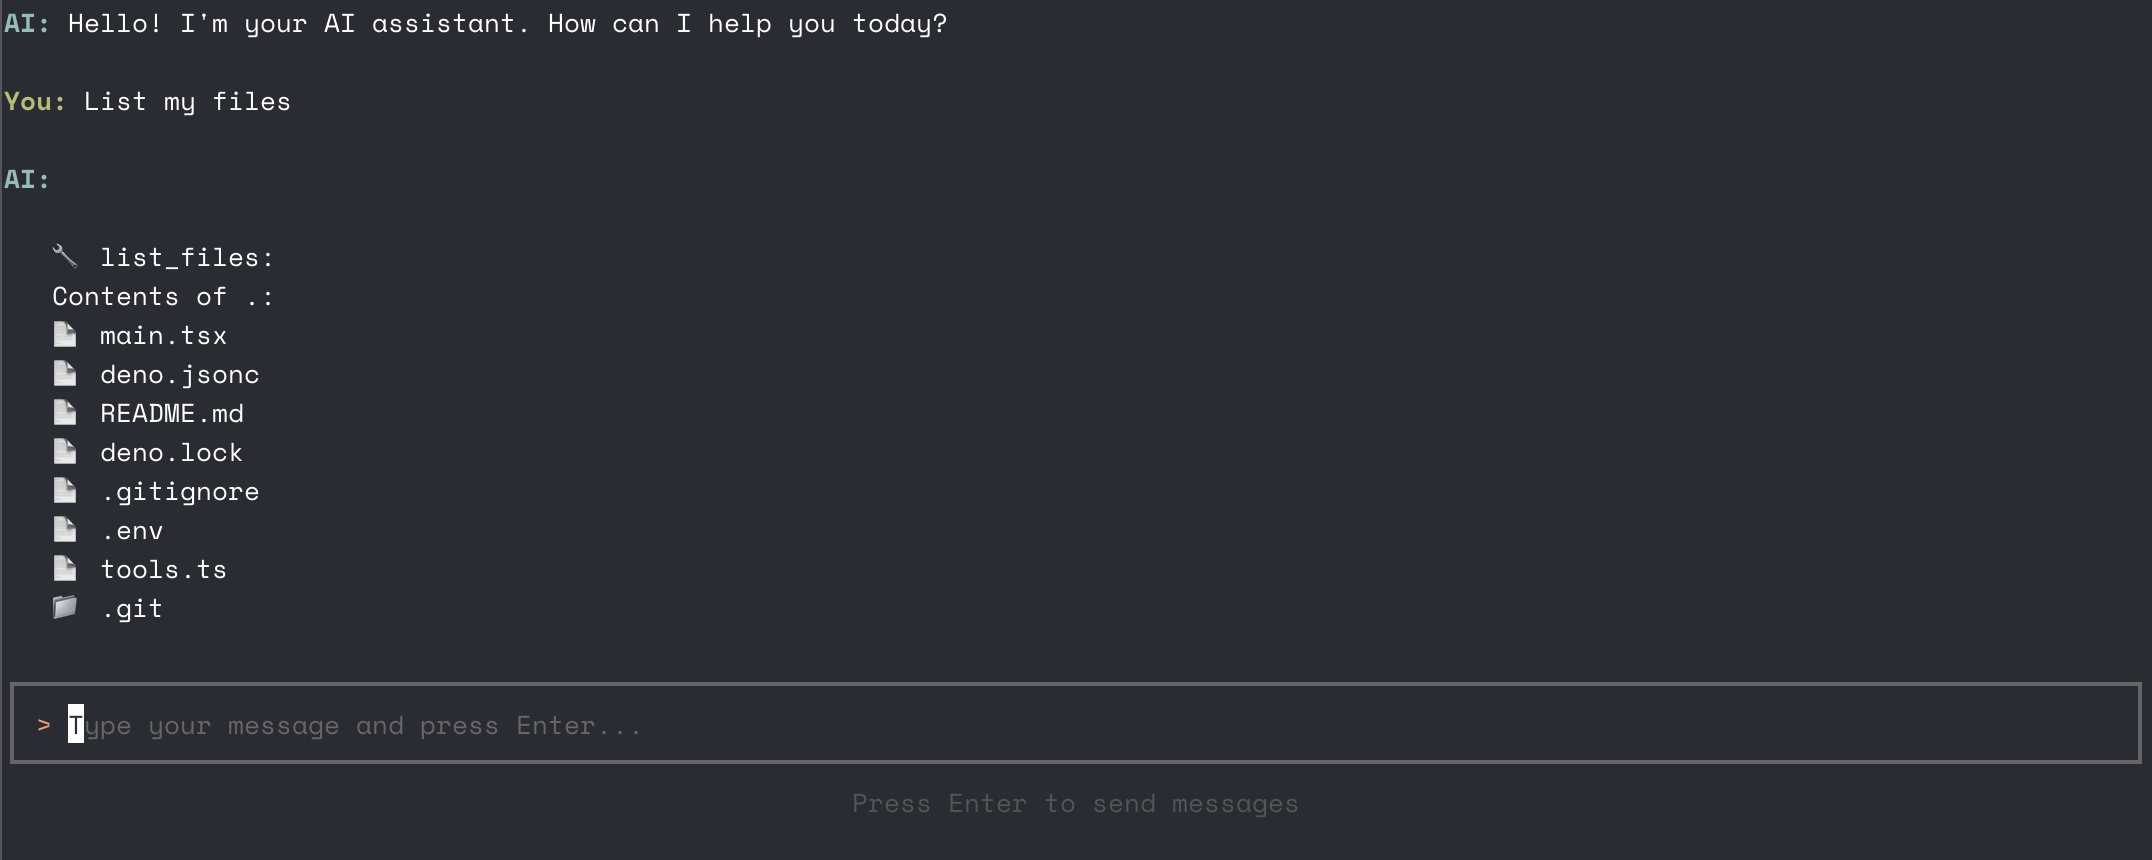 AI: Hello! I'm your AI assistant. How can I help you today?
You: List my files
AI:
🔧 list_files:
Contents of .:
📄 main.tsx
📄 deno.jsonc
📄 README.md
📄 deno.lock
📄 .gitignore
📄 .env
📄 tools.ts
📁 .git
> Type your message and press Enter...
Press Enter to send messages